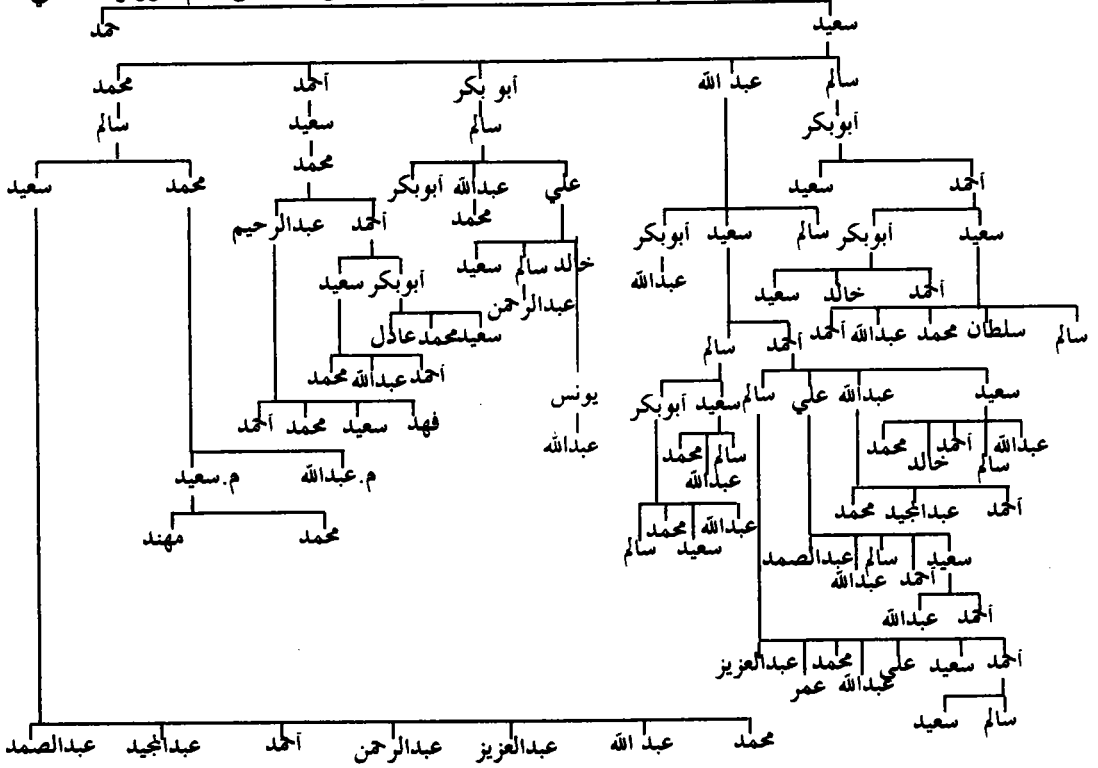 سعيد حمد
سالم عبد الله أبو بكر أحمد محمد
أبوبكر سالم سعيد سالم
محمد
أحمد سعيد علي عبدالله أبوبكر محمد سعيد
محمد
سعيد أبوبكر سالم سعيد أبوبكر أحمد عبدالرحيم
خالد سالم سعيد
عبدالله
أبوبكر سعيد
أحمد خالد سعيد
عبدالرحمن
سالم سلطان محمد عبدالله أحمد
سعيد محمد عادل
أحمد سالم
أحمد عبدالله محمد
سعيد عبدالله علي سالم سعيد أبوبكر
يونس
فهد سعيد محمد أحمد
عبدالله أحمد محمد
خالد سالم
سالم محمد
عبدالله
عبدالله
م.عبدالله م.سعيد
أحمد عبدالمجيد محمد
عبدالله محمد
سعيد سالم
محمد مهند
سعيد سالم عبدالصمد
أحمد عبدالله
أحمد عبدالله
أحمد سعيد علي محمد عبدالعزيز
عبدالله عمر
سالم سعيد
محمد عبد الله عبدالعزيز عبدالرحمن أحمد عبدالمجيد عبدالصمد